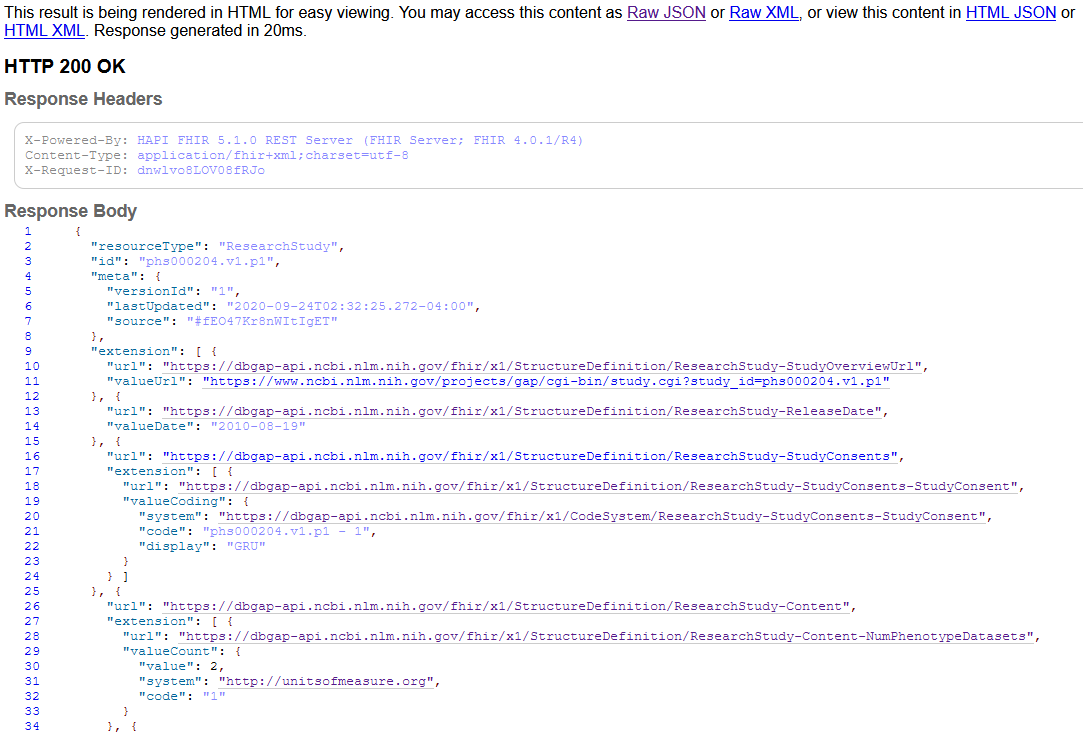 This result is being rendered in HTML for easy viewing. You may access this content as Raw JSON or Raw XML, or view this content in HTML JSON or
HTML XML. Response generated in 20ms.
HTTP 200 OK
Response Headers
X-Powered-By: HAPI FHIR 5.1.0 REST Server (FHIR Server; FHIR 4.0.1/R4)
Content-Type: application/fhir+xml;charset=utf-8
X-Request-ID: dnwlvo8LOV08fRJo
Response Body
1 {
2 "resourceType": "ResearchStudy",
3 "id": "phs000204.v1.p1",
4 "meta": {
5 "versionId": "1",
6 "lastUpdated": "2020-09-24T02:32:25.272-04:00",
7 "source": "#fEO47Kr8nWItIgET"
8 },
9 "extension": [ {
10 "url": "https://dbgap-api.ncbi.nlm.nih.gov/fhir/x1/StructureDefinition/ResearchStudy-StudyOverviewUrl",
11 "valueUrl": "https://www.ncbi.nlm.nih.gov/projects/gap/cgi-bin/study.cgi?study_id=phs000204.v1.p1"
12 }, {
13 "url": "https://dbgap-api.ncbi.nlm.nih.gov/fhir/x1/StructureDefinition/ResearchStudy-ReleaseDate",
14 "valueDate": "2010-08-19"
15 }, {
16 "url": "https://dbgap-api.ncbi.nlm.nih.gov/fhir/x1/StructureDefinition/ResearchStudy-StudyConsents",
17 "extension": [ {
18 "url": "https://dbgap-api.ncbi.nlm.nih.gov/fhir/x1/StructureDefinition/ResearchStudy-StudyConsents-StudyConsent",
19 "valueCoding": {
20 "system": "https://dbgap-api.ncbi.nlm.nih.gov/fhir/x1/CodeSystem/ResearchStudy-StudyConsents-StudyConsent",
21 "code": "phs000204.v1.p1 - 1",
22 "display": "GRU"
23 }
24 } ]
25 }, {
26 "url": "https://dbgap-api.ncbi.nlm.nih.gov/fhir/x1/StructureDefinition/ResearchStudy-Content",
27 "extension": [ {
28 "url": "https://dbgap-api.ncbi.nlm.nih.gov/fhir/x1/StructureDefinition/ResearchStudy-Content-NumPhenotypeDatasets",
29 "valueCount": {
30 "value": 2,
31 "system": "http://unitsofmeasure.org",
32 "code": "1"
33 }
34 }, {